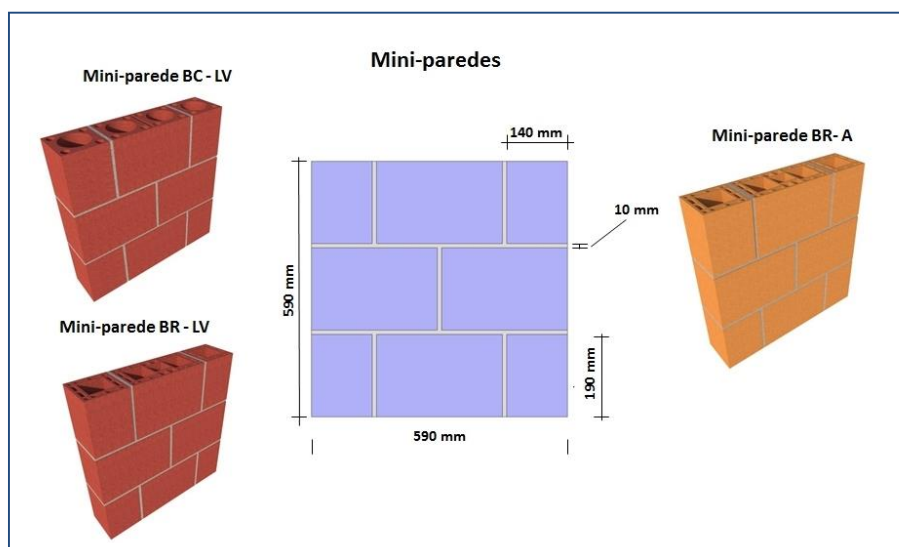 Mini-paredes
Mini-parede BC - LV
140 mm
Mini-parede BR- A
10 mm
590 mm
Mini-parede BR - LV
190 mm
590 mm